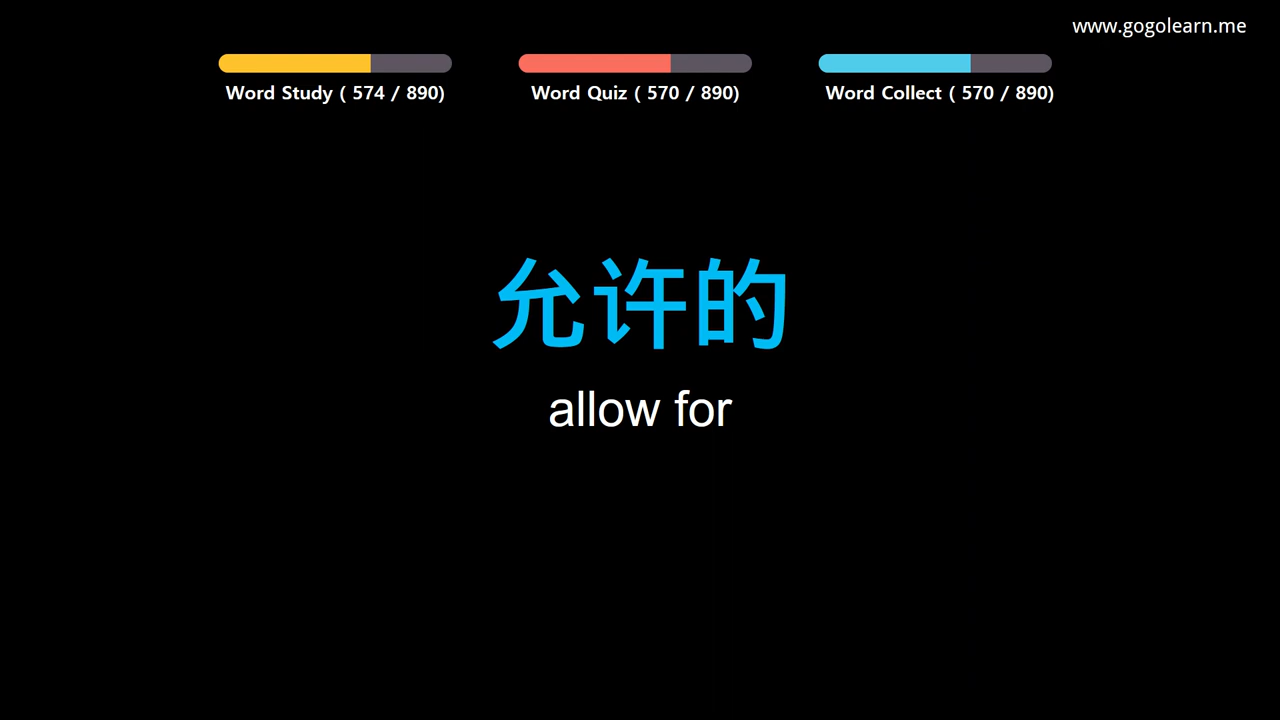 www.gogolearn.me
Word Study ( 574 / 890)
Word Quiz ( 570 / 890)
Word Collect ( 570 / 890)
允许的
allow for